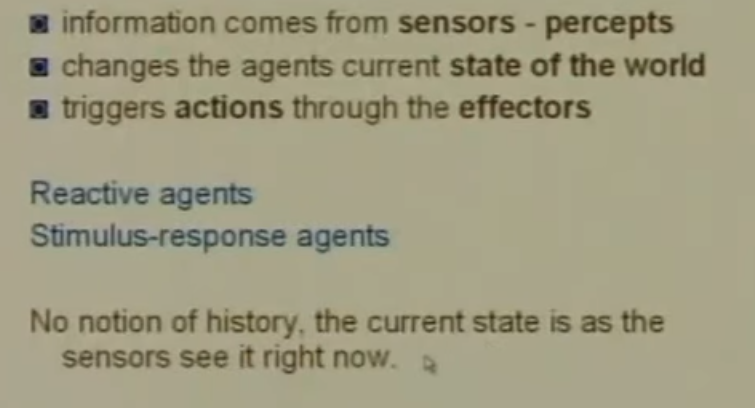 information comes from sensors - percepts
changes the agents current state of the world
triggers actions through the effectors
Reactive agents
Stimulus-response agents
No notion of history, the current state is as the
sensors see it right now.